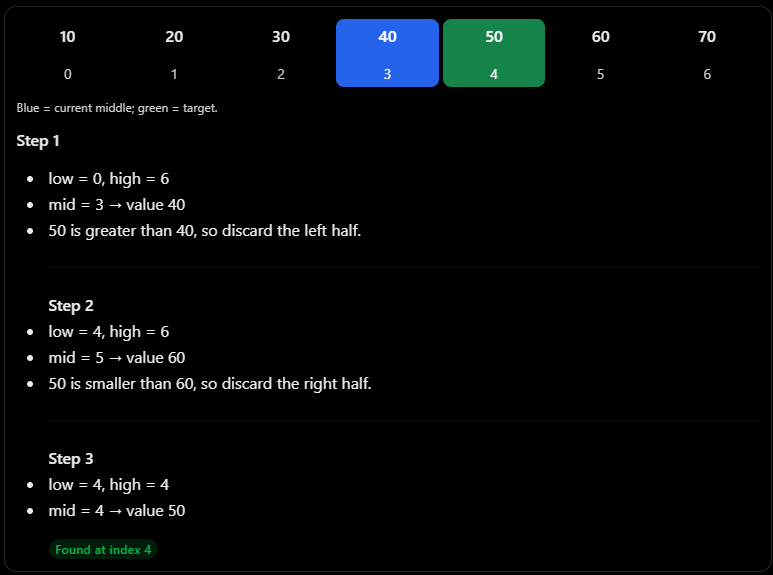 10 20 30 40 50 60 70
0 1 2 3 4 5 6
Blue = current middle; green = target.
Step 1
• low = 0, high = 6
• mid = 3 → value 40
• 50 is greater than 40, so discard the left half.
Step 2
• low = 4, high = 6
• mid = 5 → value 60
• 50 is smaller than 60, so discard the right half.
Step 3
• low = 4, high = 4
• mid = 4 → value 50
Found at index 4